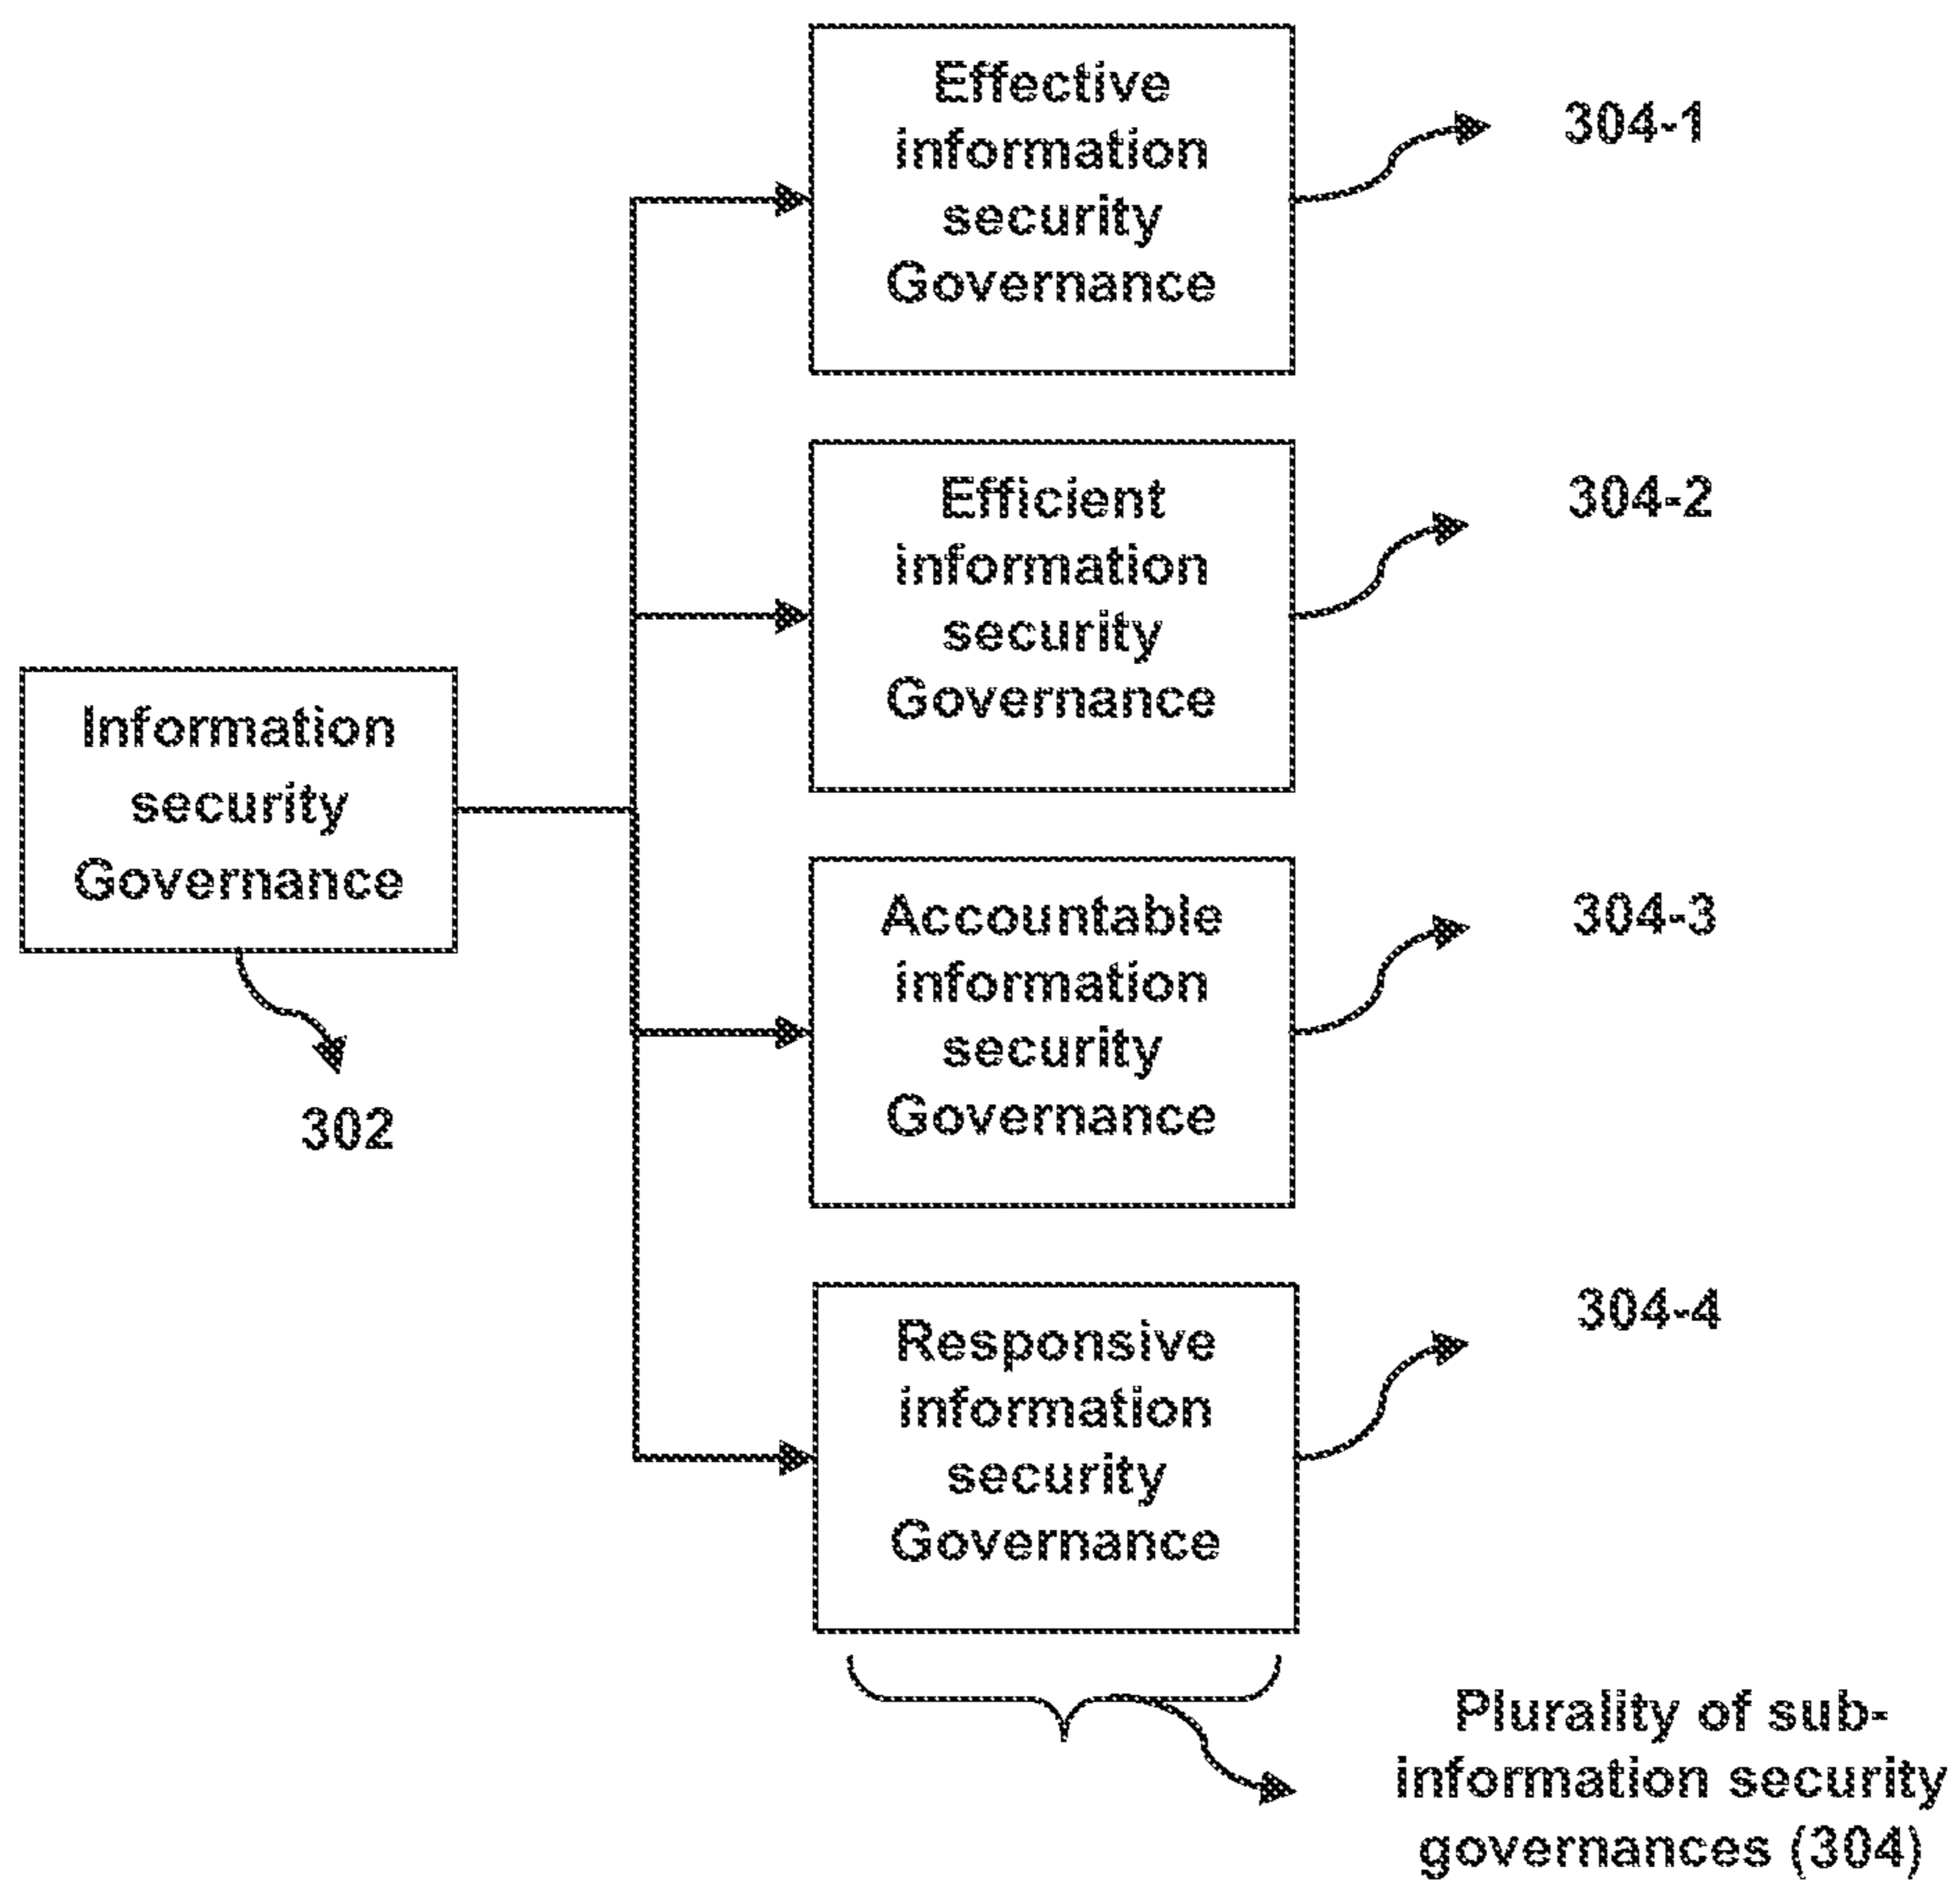 Effective
information
security
Governance
304-1
Efficient
information
security
Governance
304-2
Information
security
Governance
302
Accountable
information
security
Governance
304-3
Responsive
information
security
Governance
304-4
Plurality of sub-
information security
governances (304)